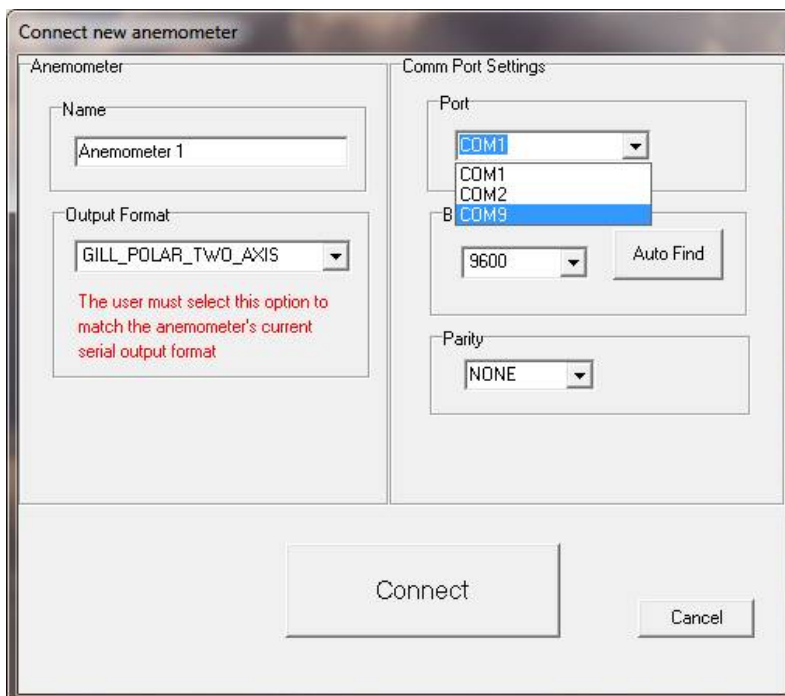 Connect new anemometer
Anemometer
Name
Anemometer 1
Output Format
GILL_POLAR_TWO_AXIS
The user must select this option to
match the anemometer's current
serial output format
Comm Port Settings
Port
COM1
COM1
COM2
COM9
9600
Auto Find
Parity
NONE
Connect
Cancel